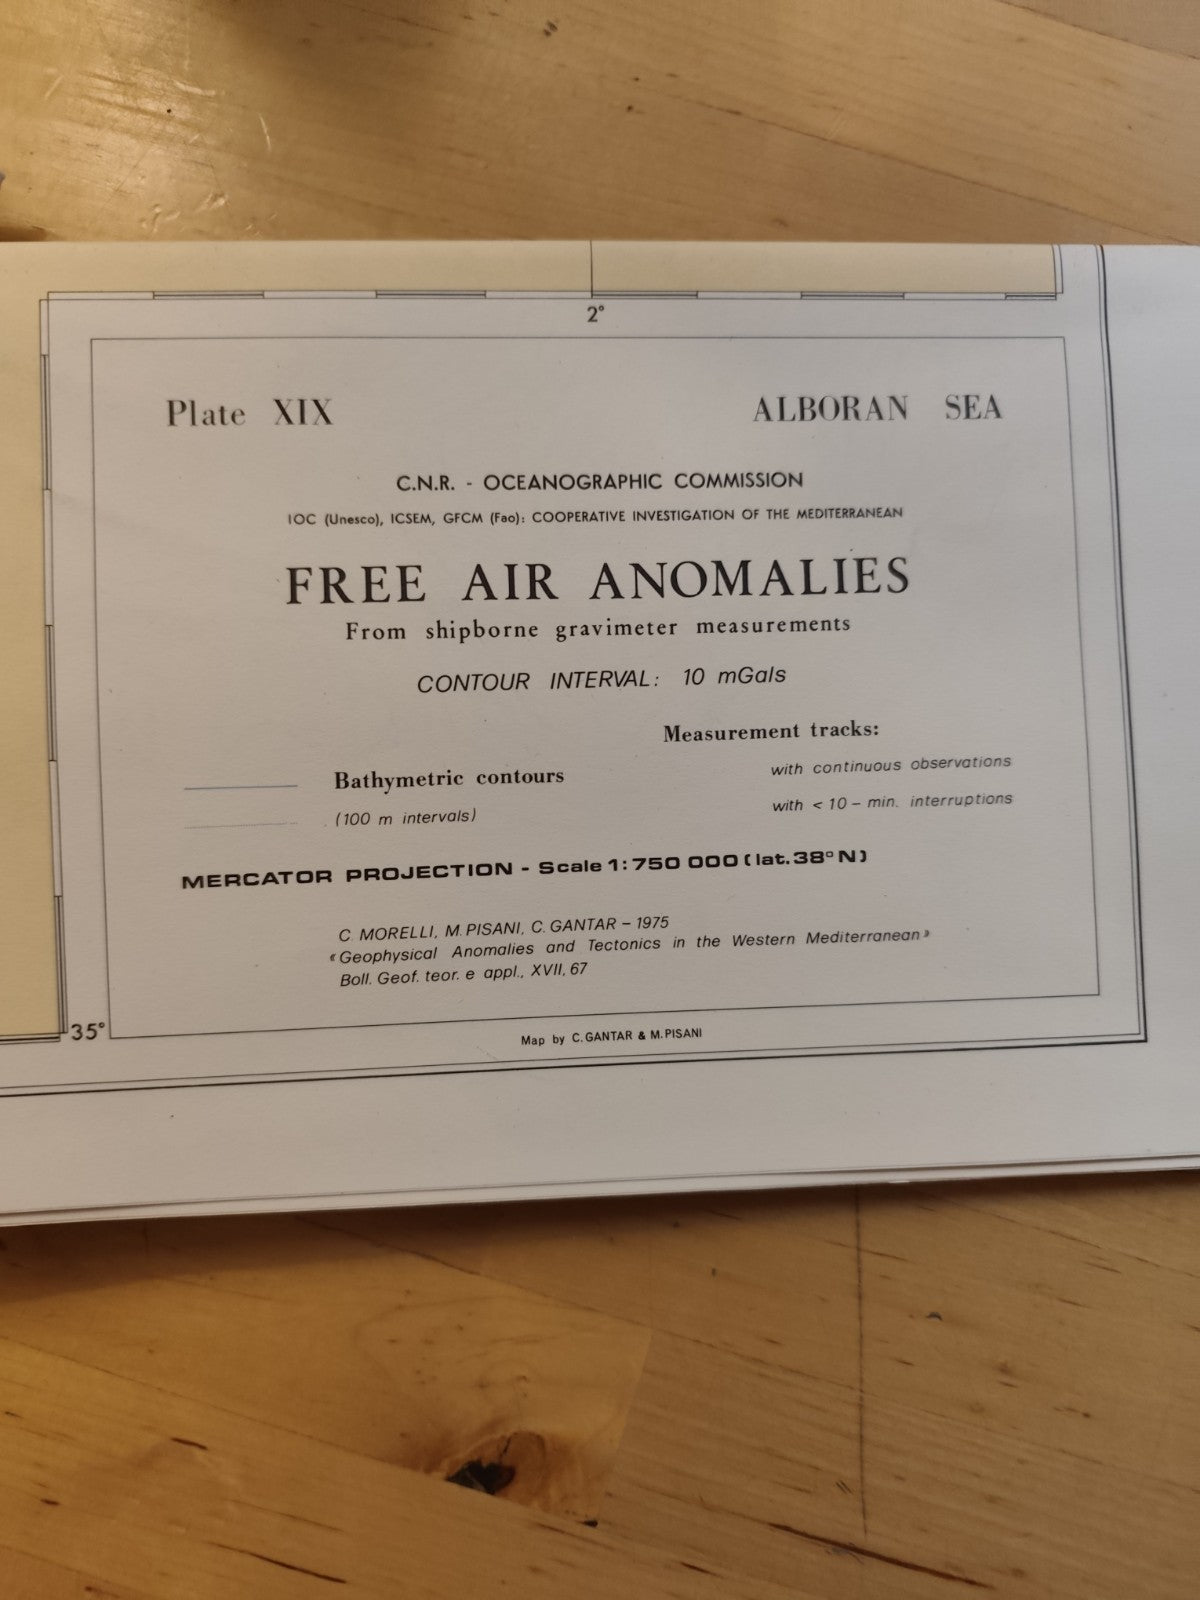 2°
Plate XIX
ALBORAN SEA
C.N.R. - OCEANOGRAPHIC COMMISSION
IOC (Unesco), ICSEM, GFCM (Fao): COOPERATIVE INVESTIGATION OF THE MEDITERRANEAN
FREE AIR ANOMALIES
From shipborne gravimeter measurements
CONTOUR INTERVAL: 10 mGals
Measurement tracks:
with continuous observations
with < 10 – min. interruptions
Bathymetric contours
(100 m intervals)
MERCATOR PROJECTION - Scale 1:750 000 (lat. 38° N)
C. MORELLI, M. PISANI, C. GANTAR – 1975
«Geophysical Anomalies and Tectonics in the Western Mediterranean»
Boll. Geof. teor. e appl., XVII, 67
35°
Map by C. GANTAR & M. PISANI